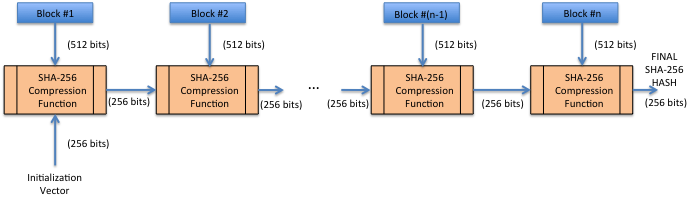 Block #1
Block #2
Block #(n-1)
Block #n
(512 bits)
(512 bits)
(512 bits)
(512 bits)
SHA-256
Compression
Function
(256 bits)
SHA-256
Compression
Function
(256 bits)
...
(256 bits)
SHA-256
Compression
Function
(256 bits)
SHA-256
Compression
Function
FINAL
SHA-256
HASH
(256 bits)
(256 bits)
Initialization
Vector